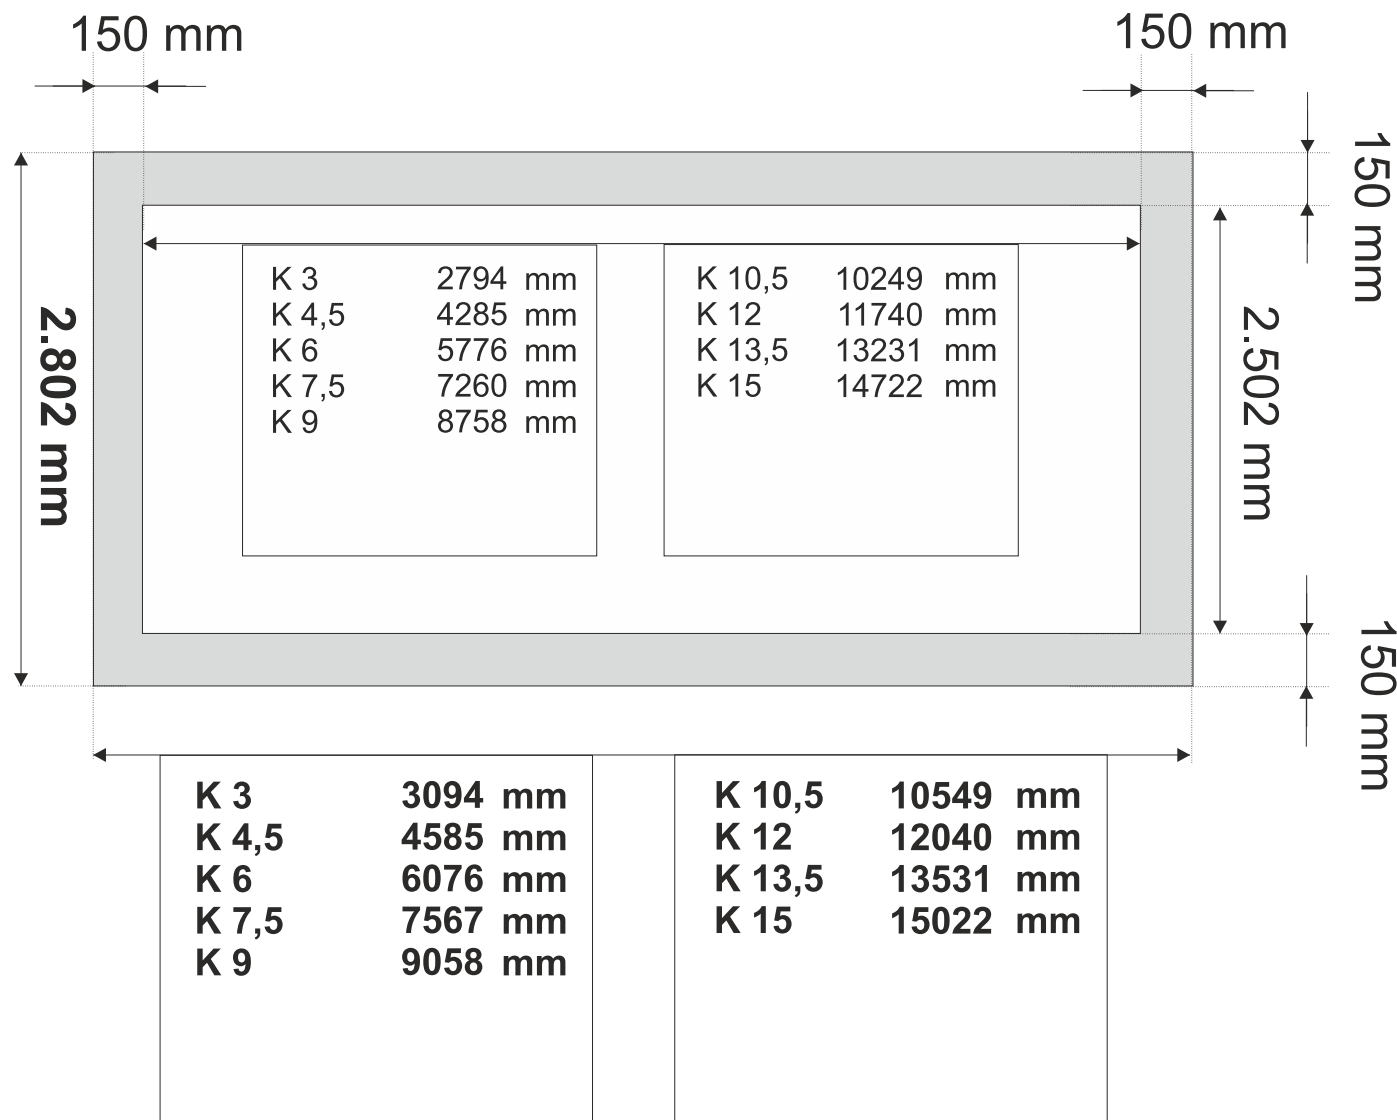 150 mm
150 mm
150 mm
2.802 mm
K 3 2794 mm
K 4,5 4285 mm
K 6 5776 mm
K 7,5 7260 mm
K 9 8758 mm
K 10,5 10249 mm
K 12 11740 mm
K 13,5 13231 mm
K 15 14722 mm
2.502 mm
150 mm
K 3 3094 mm
K 4,5 4585 mm
K 6 6076 mm
K 7,5 7567 mm
K 9 9058 mm
K 10,5 10549 mm
K 12 12040 mm
K 13,5 13531 mm
K 15 15022 mm